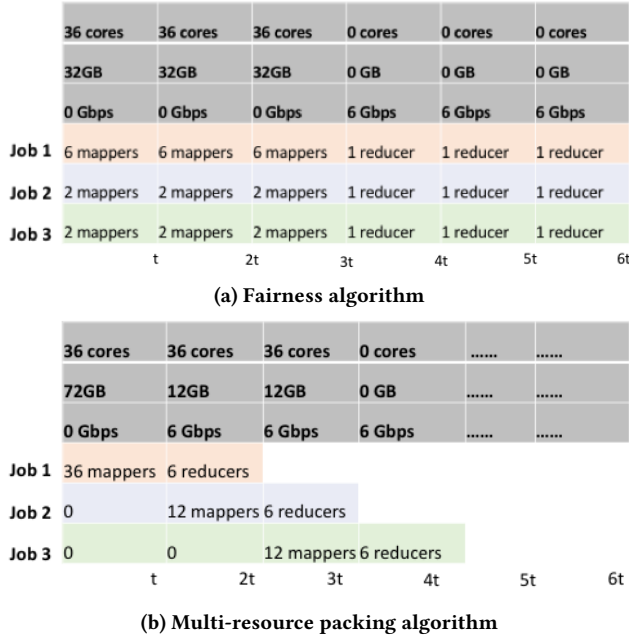 36 cores 36 cores 36 cores 0 cores 0 cores 0 cores
32GB 32GB 32GB 0 GB 0 GB 0 GB
0 Gbps 0 Gbps 0 Gbps 6 Gbps 6 Gbps 6 Gbps
Job 1 6 mappers 6 mappers 6 mappers 1 reducer 1 reducer 1 reducer
Job 2 2 mappers 2 mappers 2 mappers 1 reducer 1 reducer 1 reducer
Job 3 2 mappers 2 mappers 2 mappers 1 reducer 1 reducer 1 reducer
t 2t 3t 4t 5t 6t
(a) Fairness algorithm
36 cores 36 cores 36 cores 0 cores ...... ......
72GB 12GB 12GB 0 GB ...... ......
0 Gbps 6 Gbps 6 Gbps 6 Gbps ...... ......
Job 1 36 mappers 6 reducers
Job 2 0 12 mappers 6 reducers
Job 3 0 0 12 mappers 6 reducers
t 2t 3t 4t 5t 6t
(b) Multi-resource packing algorithm